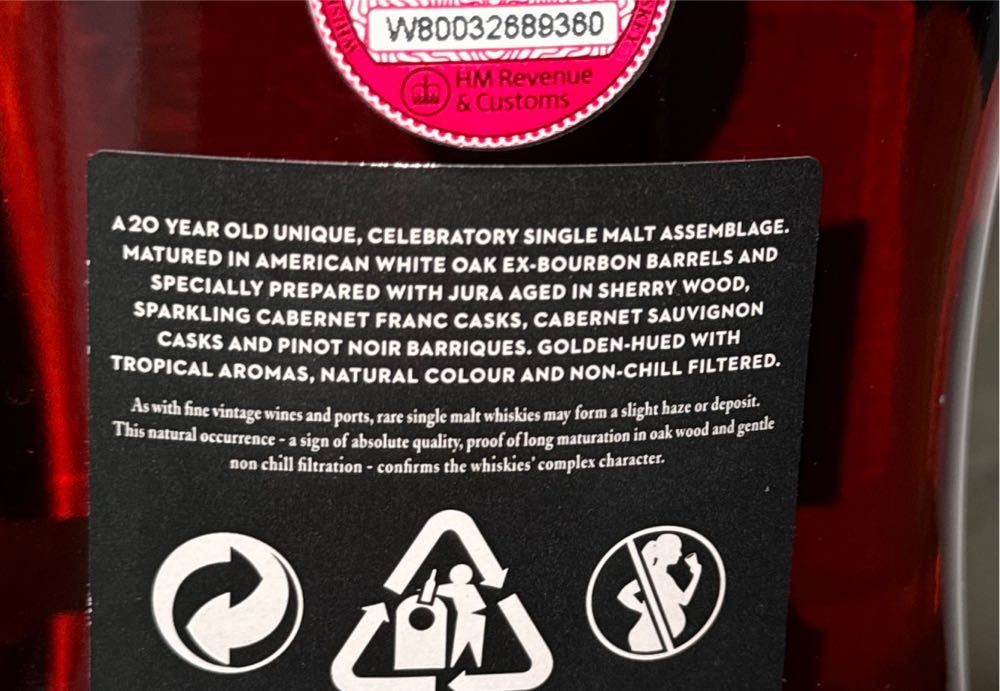 W80032689360
HM Revenue
& Customs
A 20 YEAR OLD UNIQUE, CELEBRATORY SINGLE MALT ASSEMBLAGE.
MATURED IN AMERICAN WHITE OAK EX-BOURBON BARRELS AND
SPECIALLY PREPARED WITH JURA AGED IN SHERRY WOOD,
SPARKLING CABERNET FRANC CASKS, CABERNET SAUVIGNON
CASKS AND PINOT NOIR BARRIQUES. GOLDEN-HUED WITH
TROPICAL AROMAS, NATURAL COLOUR AND NON-CHILL FILTERED.
As with fine vintage wines and ports, rare single malt whiskies may form a slight haze or deposit.
This natural occurrence - a sign of absolute quality, proof of long maturation in oak wood and gentle
non chill filtration - confirms the whiskies' complex character.